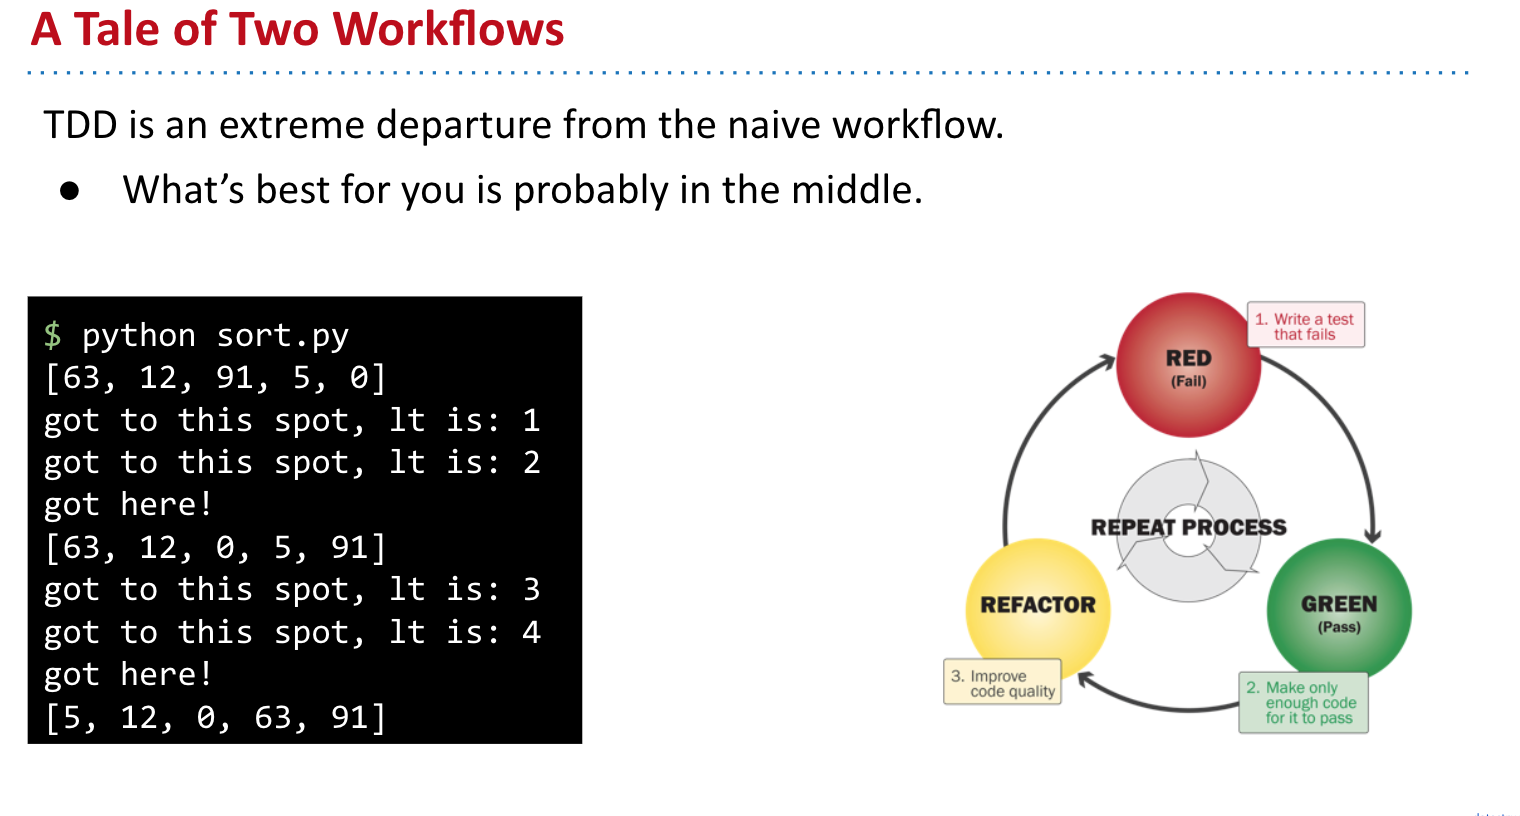 A Tale of Two Workflows
TDD is an extreme departure from the naive workflow.
● What’s best for you is probably in the middle.
$ python sort.py
[63, 12, 91, 5, 0]
got to this spot, lt is: 1
got to this spot, lt is: 2
got here!
[63, 12, 0, 5, 91]
got to this spot, lt is: 3
got to this spot, lt is: 4
got here!
[5, 12, 0, 63, 91]
1. Write a test
that fails
RED
(Fail)
REPEAT PROCESS
REFACTOR
GREEN
(Pass)
3. Improve
code quality
2. Make only
enough code
for it to pass